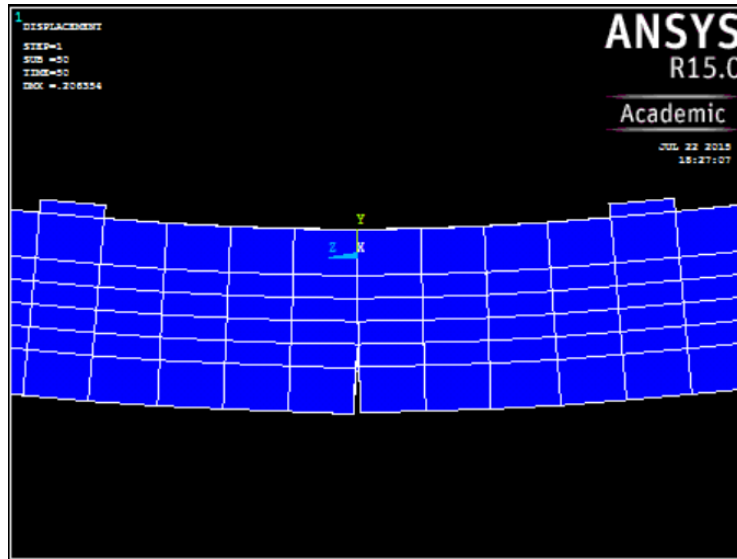 1
DISPLACEMENT
STEP=1
SUB =50
TIME=50
DMX =.206354
ANSYS
R15.0
Academic
JUL 22 2015
15:27:07
Y
Z X